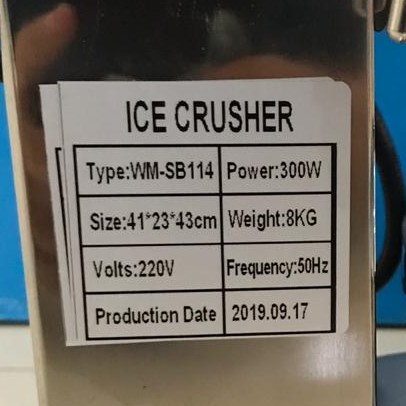 ICE CRUSHER
Type:WM-SB114 Power:300W
Size:41*23*43cm Weight:8KG
Volts:220V Frequency:50Hz
Production Date 2019.09.17